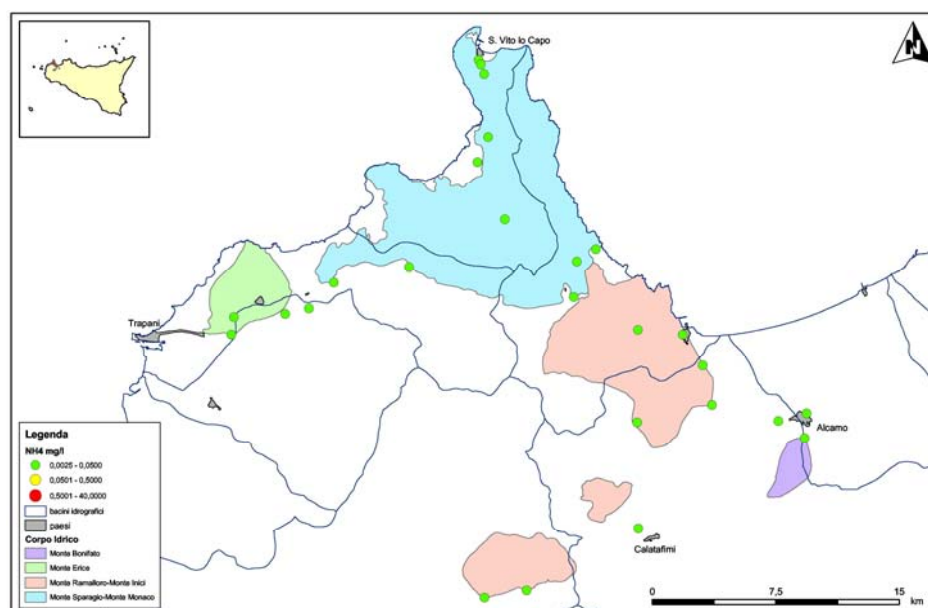 S. Vito lo Capo
N
Trapani
Alcamo
Calatafimi
Legenda
NH4 mg/l
0,0025 - 0,0500
0,0501 - 0,5000
0,5001 - 40,0000
bacini idrografici
paesi
Corpo Idrico
Monte Bonifato
Monte Erice
Monte Ramalloro-Monte Inici
Monte Sparagio-Monte Monaco
0 7,5 15
km